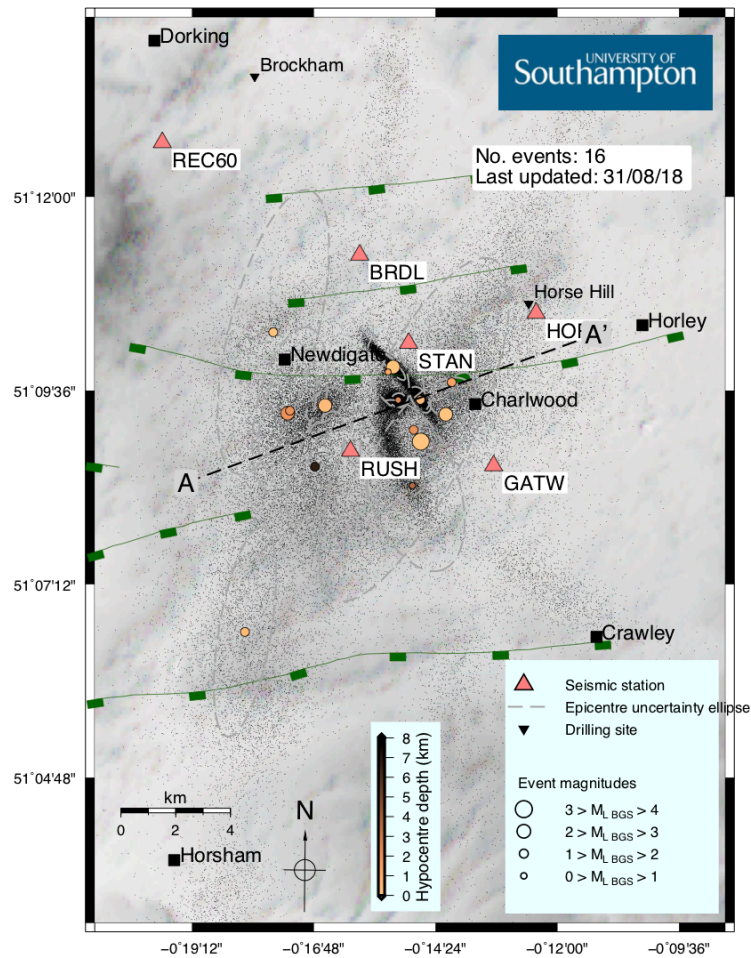 Dorking
Brockham
UNIVERSITY OF
Southampton
REC60
No. events: 16
Last updated: 31/08/18
51°12'00"
BRDL
Horse Hill
HOR
A'
Horley
Newdigate
STAN
51°09'36"
Charlwood
A
RUSH
GATW
51°07'12"
Crawley
Seismic station
Epicentre uncertainty ellipse
Drilling site
51°04'48"
km
0 2 4
N
Horsham
8
7
6
5
4
3
2
1
0
Hypocentre depth (km)
Event magnitudes
3 > ML BGS > 4
2 > ML BGS > 3
1 > ML BGS > 2
0 > ML BGS > 1
−0°19'12" −0°16'48" −0°14'24" −0°12'00" −0°09'36"